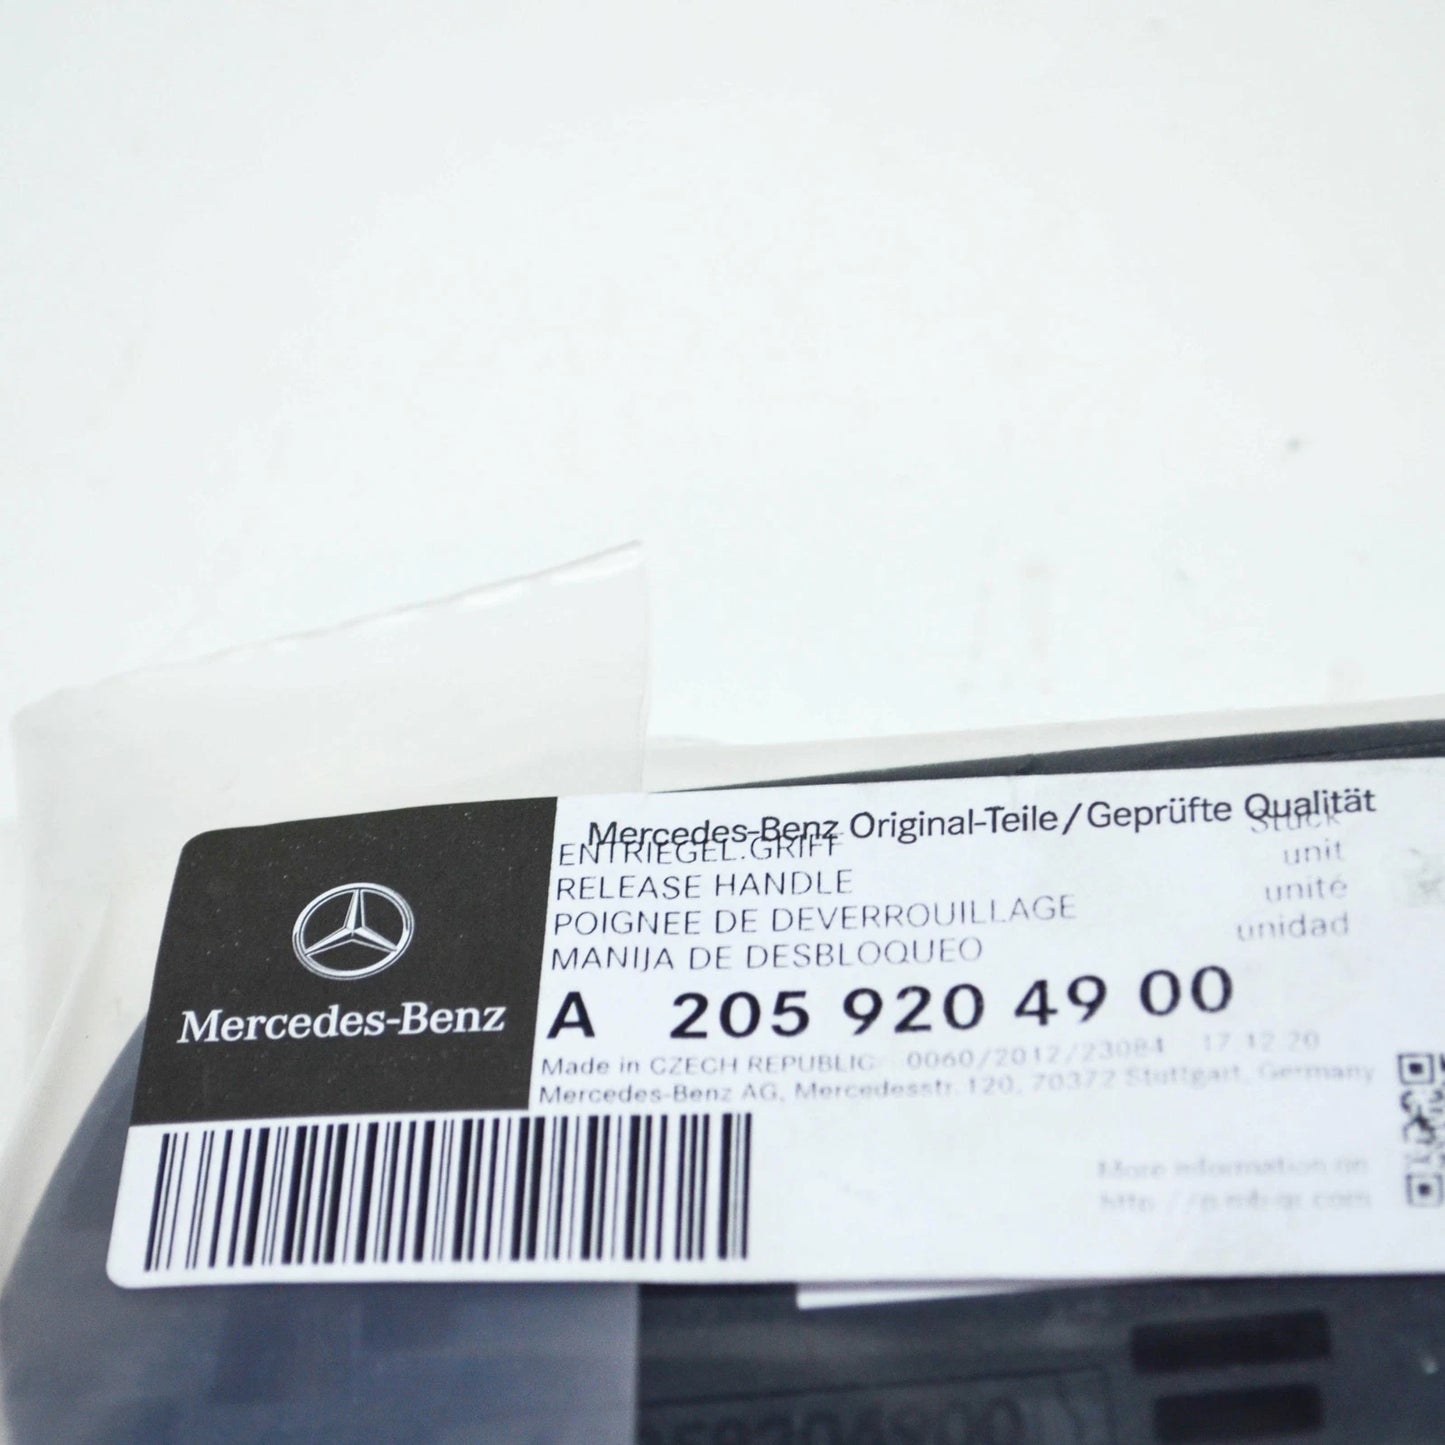 Mercedes-Benz Original-Teile/Geprüfte Qualität
ENTRIEGEL.GRIFF Stück
RELEASE HANDLE unit
POIGNEE DE DEVERROUILLAGE unité
MANIJA DE DESBLOQUEO unidad
Mercedes-Benz
A 205 920 49 00
Made in CZECH REPUBLIC 0060/2012/23084 17.12.20
Mercedes-Benz AG, Mercedesstr. 120, 70372 Stuttgart, Germany
More information on